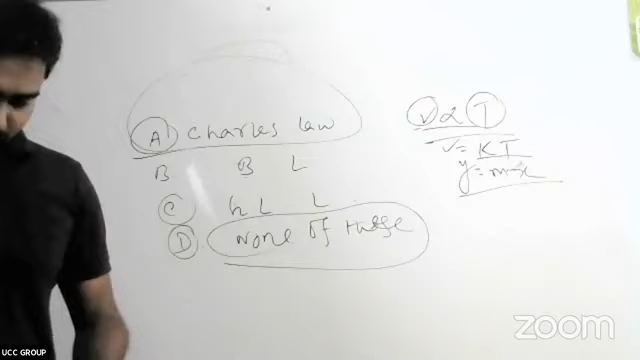 A Charles law
B B L
C h L L
D None of these
V α T
V = KT
y = mx
zoom
UCC GROUP